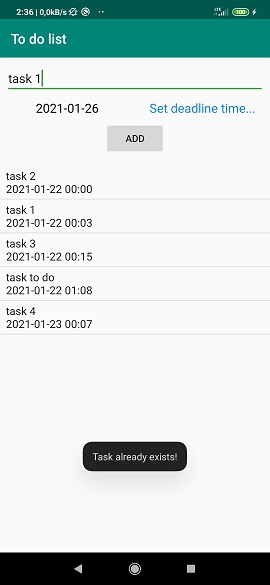 2:36 | 0,0kB/s
100
To do list
task 1
2021-01-26 Set deadline time...
ADD
task 2
2021-01-22 00:00
task 1
2021-01-22 00:03
task 3
2021-01-22 00:15
task to do
2021-01-22 01:08
task 4
2021-01-23 00:07
Task already exists!